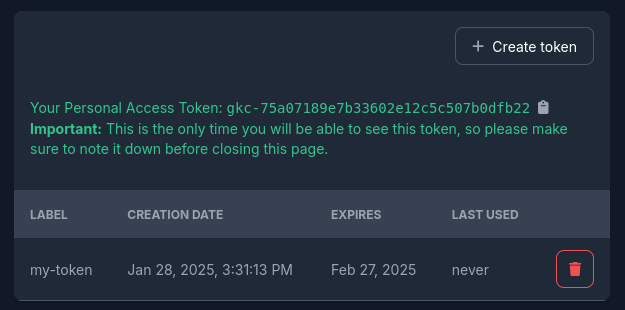 Create token
Your Personal Access Token: gkc-75a07189e7b33602e12c5c507b0dfb22
Important: This is the only time you will be able to see this token, so please make
sure to note it down before closing this page.
LABEL CREATION DATE EXPIRES LAST USED
my-token Jan 28, 2025, 3:31:13 PM Feb 27, 2025 never